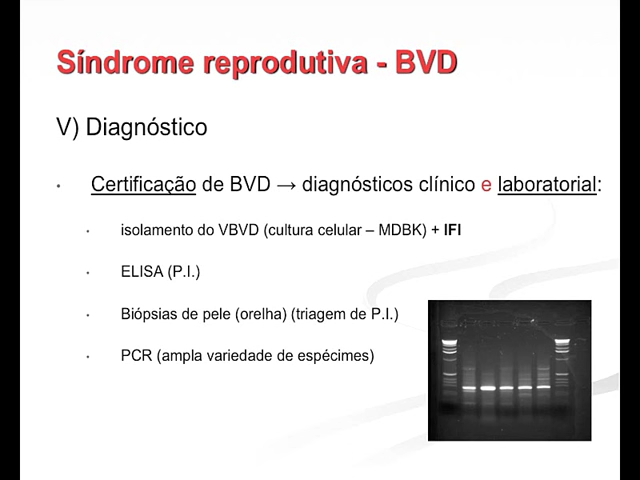 Síndrome reprodutiva - BVD
V) Diagnóstico
• Certificação de BVD → diagnósticos clínico e laboratorial:
• isolamento do VBVD (cultura celular – MDBK) + IFI
• ELISA (P.I.)
• Biópsias de pele (orelha) (triagem de P.I.)
• PCR (ampla variedade de espécimes)